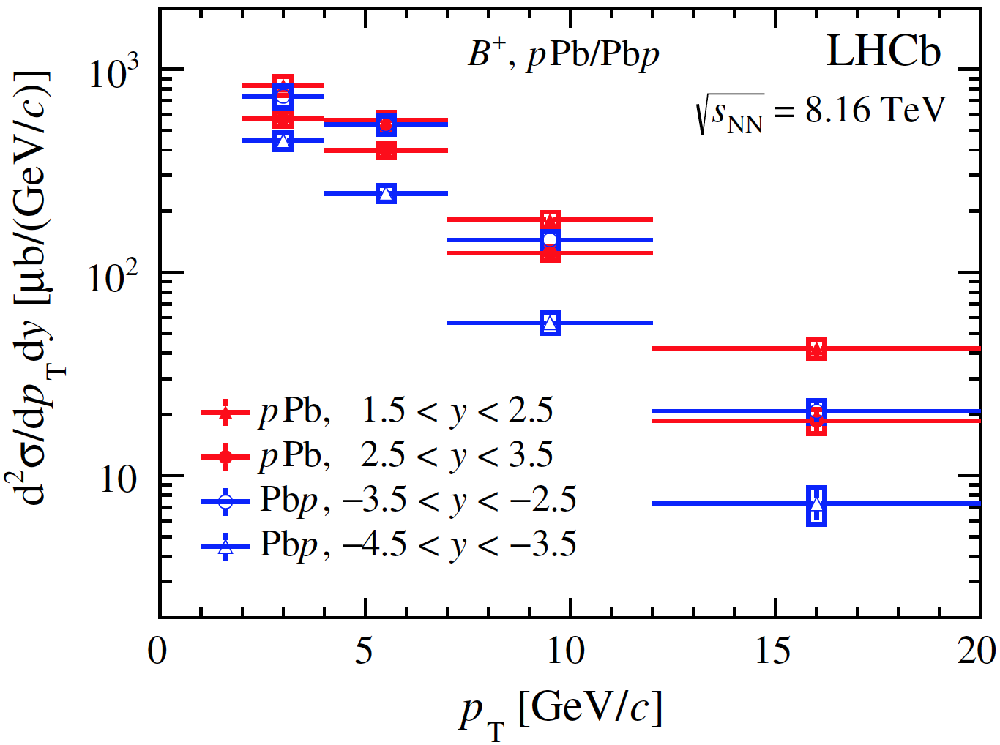 B⁺, pPb/Pbp
LHCb
√sNN = 8.16 TeV
d²σ/dpT dy [μb/(GeV/c)]
10³
10²
10
pPb, 1.5 < y < 2.5
pPb, 2.5 < y < 3.5
Pbp, −3.5 < y < −2.5
Pbp, −4.5 < y < −3.5
0 5 10 15 20
pT [GeV/c]